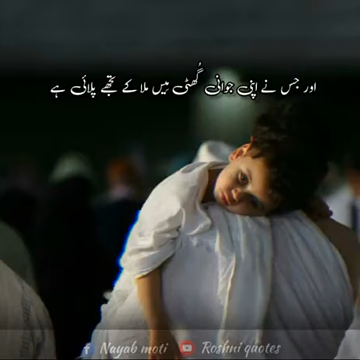 اور جس نے اپنی جوانی گُھٹی میں ملا کے تجھے پلائی ہے
Nayab moti Roshni quotes